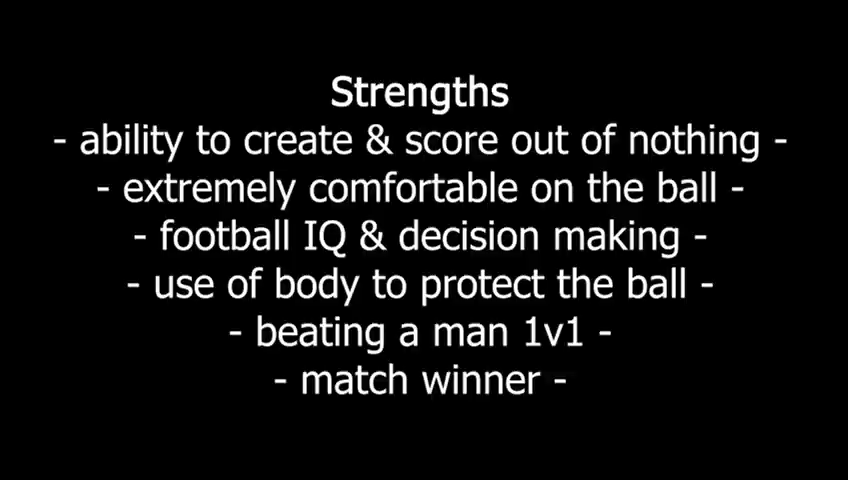 Strengths
- ability to create & score out of nothing -
- extremely comfortable on the ball -
- football IQ & decision making -
- use of body to protect the ball -
- beating a man 1v1 -
- match winner -